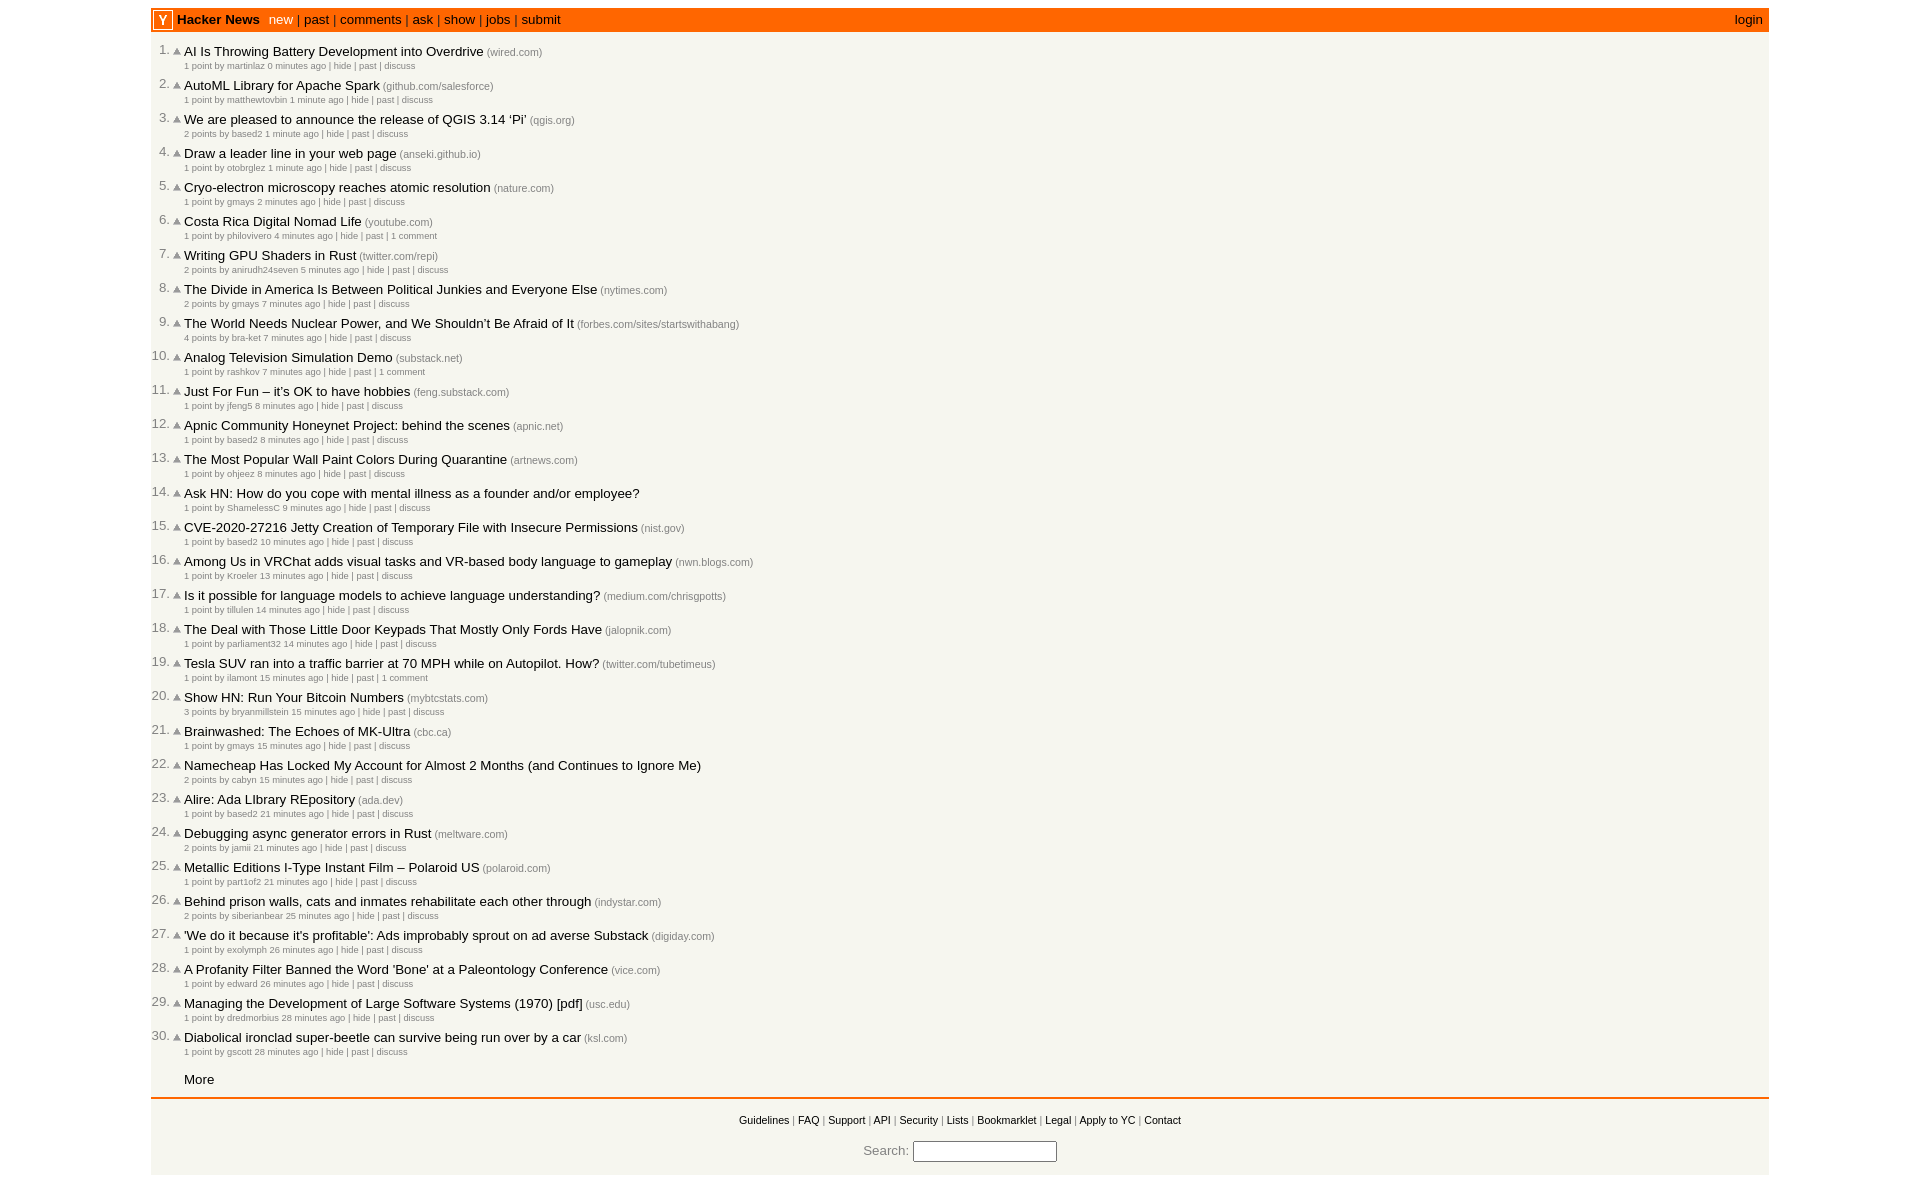 Y Hacker News new | past | comments | ask | show | jobs | submit login
1. AI Is Throwing Battery Development into Overdrive (wired.com)
1 point by martinlaz 0 minutes ago | hide | past | discuss
2. AutoML Library for Apache Spark (github.com/salesforce)
1 point by matthewtovbin 1 minute ago | hide | past | discuss
3. We are pleased to announce the release of QGIS 3.14 ‘Pi’ (qgis.org)
2 points by based2 1 minute ago | hide | past | discuss
4. Draw a leader line in your web page (anseki.github.io)
1 point by otobrglez 1 minute ago | hide | past | discuss
5. Cryo-electron microscopy reaches atomic resolution (nature.com)
1 point by gmays 2 minutes ago | hide | past | discuss
6. Costa Rica Digital Nomad Life (youtube.com)
1 point by philovivero 4 minutes ago | hide | past | 1 comment
7. Writing GPU Shaders in Rust (twitter.com/repi)
2 points by anirudh24seven 5 minutes ago | hide | past | discuss
8. The Divide in America Is Between Political Junkies and Everyone Else (nytimes.com)
2 points by gmays 7 minutes ago | hide | past | discuss
9. The World Needs Nuclear Power, and We Shouldn’t Be Afraid of It (forbes.com/sites/startswithabang)
4 points by bra-ket 7 minutes ago | hide | past | discuss
10. Analog Television Simulation Demo (substack.net)
1 point by rashkov 7 minutes ago | hide | past | 1 comment
11. Just For Fun – it’s OK to have hobbies (feng.substack.com)
1 point by jfeng5 8 minutes ago | hide | past | discuss
12. Apnic Community Honeynet Project: behind the scenes (apnic.net)
1 point by based2 8 minutes ago | hide | past | discuss
13. The Most Popular Wall Paint Colors During Quarantine (artnews.com)
1 point by ohjeez 8 minutes ago | hide | past | discuss
14. Ask HN: How do you cope with mental illness as a founder and/or employee?
1 point by ShamelessC 9 minutes ago | hide | past | discuss
15. CVE-2020-27216 Jetty Creation of Temporary File with Insecure Permissions (nist.gov)
1 point by based2 10 minutes ago | hide | past | discuss
16. Among Us in VRChat adds visual tasks and VR-based body language to gameplay (nwn.blogs.com)
1 point by Kroeler 13 minutes ago | hide | past | discuss
17. Is it possible for language models to achieve language understanding? (medium.com/chrisgpotts)
1 point by tillulen 14 minutes ago | hide | past | discuss
18. The Deal with Those Little Door Keypads That Mostly Only Fords Have (jalopnik.com)
1 point by parliament32 14 minutes ago | hide | past | discuss
19. Tesla SUV ran into a traffic barrier at 70 MPH while on Autopilot. How? (twitter.com/tubetimeus)
1 point by ilamont 15 minutes ago | hide | past | 1 comment
20. Show HN: Run Your Bitcoin Numbers (mybtcstats.com)
3 points by bryanmillstein 15 minutes ago | hide | past | discuss
21. Brainwashed: The Echoes of MK-Ultra (cbc.ca)
1 point by gmays 15 minutes ago | hide | past | discuss
22. Namecheap Has Locked My Account for Almost 2 Months (and Continues to Ignore Me)
2 points by cabyn 15 minutes ago | hide | past | discuss
23. Alire: Ada LIbrary REpository (ada.dev)
1 point by based2 21 minutes ago | hide | past | discuss
24. Debugging async generator errors in Rust (meltware.com)
2 points by jamii 21 minutes ago | hide | past | discuss
25. Metallic Editions I-Type Instant Film – Polaroid US (polaroid.com)
1 point by part1of2 21 minutes ago | hide | past | discuss
26. Behind prison walls, cats and inmates rehabilitate each other through (indystar.com)
2 points by siberianbear 25 minutes ago | hide | past | discuss
27. 'We do it because it's profitable': Ads improbably sprout on ad averse Substack (digiday.com)
1 point by exolymph 26 minutes ago | hide | past | discuss
28. A Profanity Filter Banned the Word 'Bone' at a Paleontology Conference (vice.com)
1 point by edward 26 minutes ago | hide | past | discuss
29. Managing the Development of Large Software Systems (1970) [pdf] (usc.edu)
1 point by dredmorbius 28 minutes ago | hide | past | discuss
30. Diabolical ironclad super-beetle can survive being run over by a car (ksl.com)
1 point by gscott 28 minutes ago | hide | past | discuss
More
Guidelines | FAQ | Support | API | Security | Lists | Bookmarklet | Legal | Apply to YC | Contact
Search: